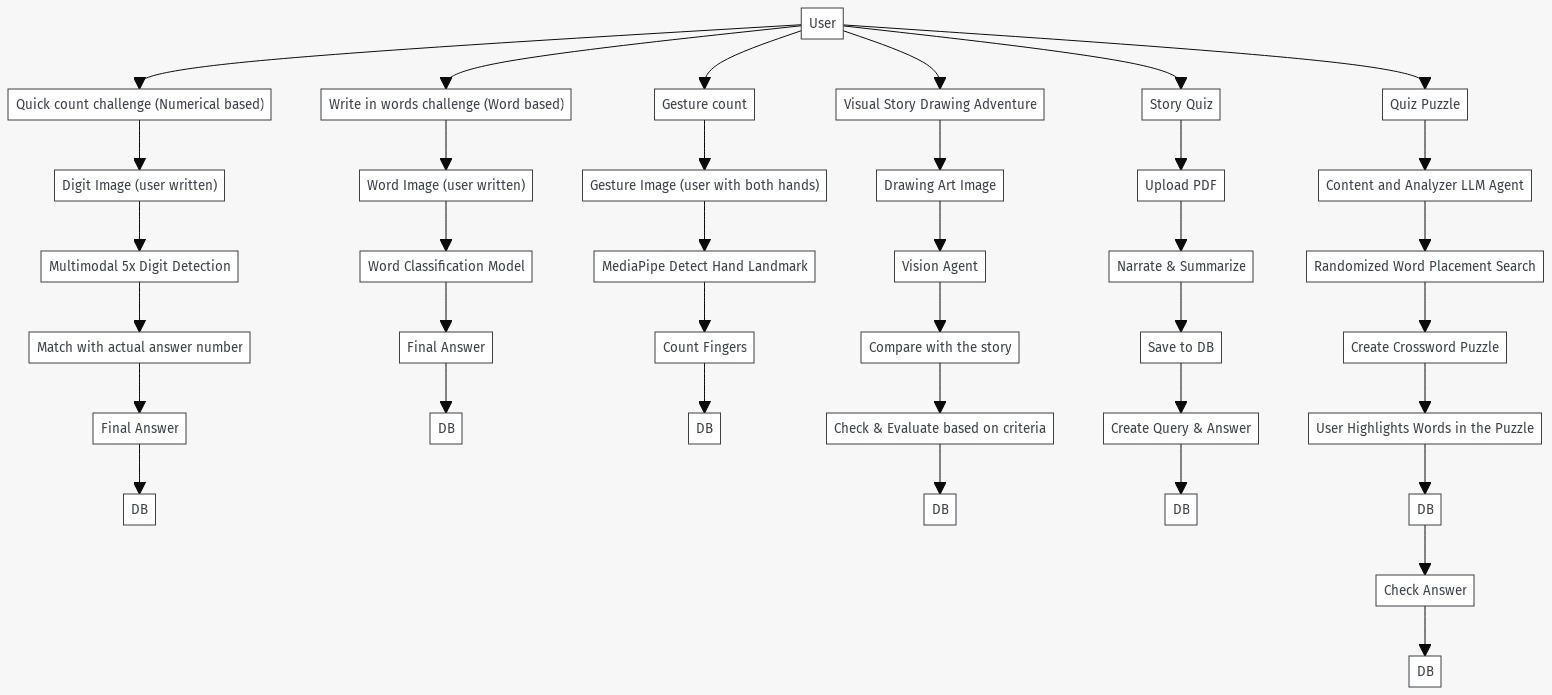 User
Quick count challenge (Numerical based)
Write in words challenge (Word based)
Gesture count
Visual Story Drawing Adventure
Story Quiz
Quiz Puzzle
Digit Image (user written)
Word Image (user written)
Gesture Image (user with both hands)
Drawing Art Image
Upload PDF
Content and Analyzer LLM Agent
Multimodal 5x Digit Detection
Word Classification Model
MediaPipe Detect Hand Landmark
Vision Agent
Narrate & Summarize
Randomized Word Placement Search
Match with actual answer number
Final Answer
Count Fingers
Compare with the story
Save to DB
Create Crossword Puzzle
Final Answer
DB
DB
Check & Evaluate based on criteria
Create Query & Answer
User Highlights Words in the Puzzle
DB
DB
DB
DB
Check Answer
DB